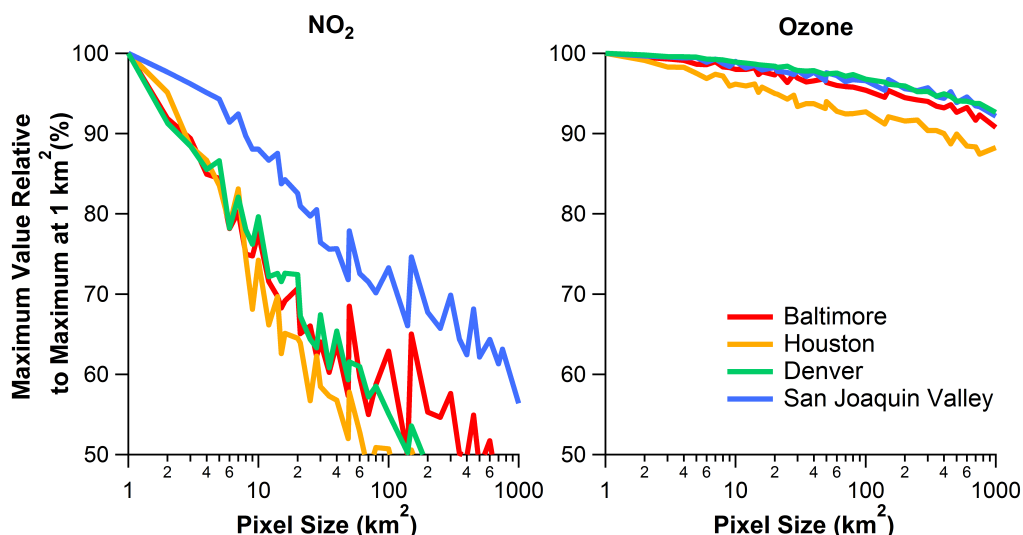 NO2
Ozone
Maximum Value Relative
to Maximum at 1 km2 (%)
100
90
80
70
60
50
100
90
80
70
60
50
Baltimore
Houston
Denver
San Joaquin Valley
2 4 6 2 4 6 2 4 6
1 10 100 1000
2 4 6 2 4 6 2 4 6
1 10 100 1000
Pixel Size (km2)
Pixel Size (km2)